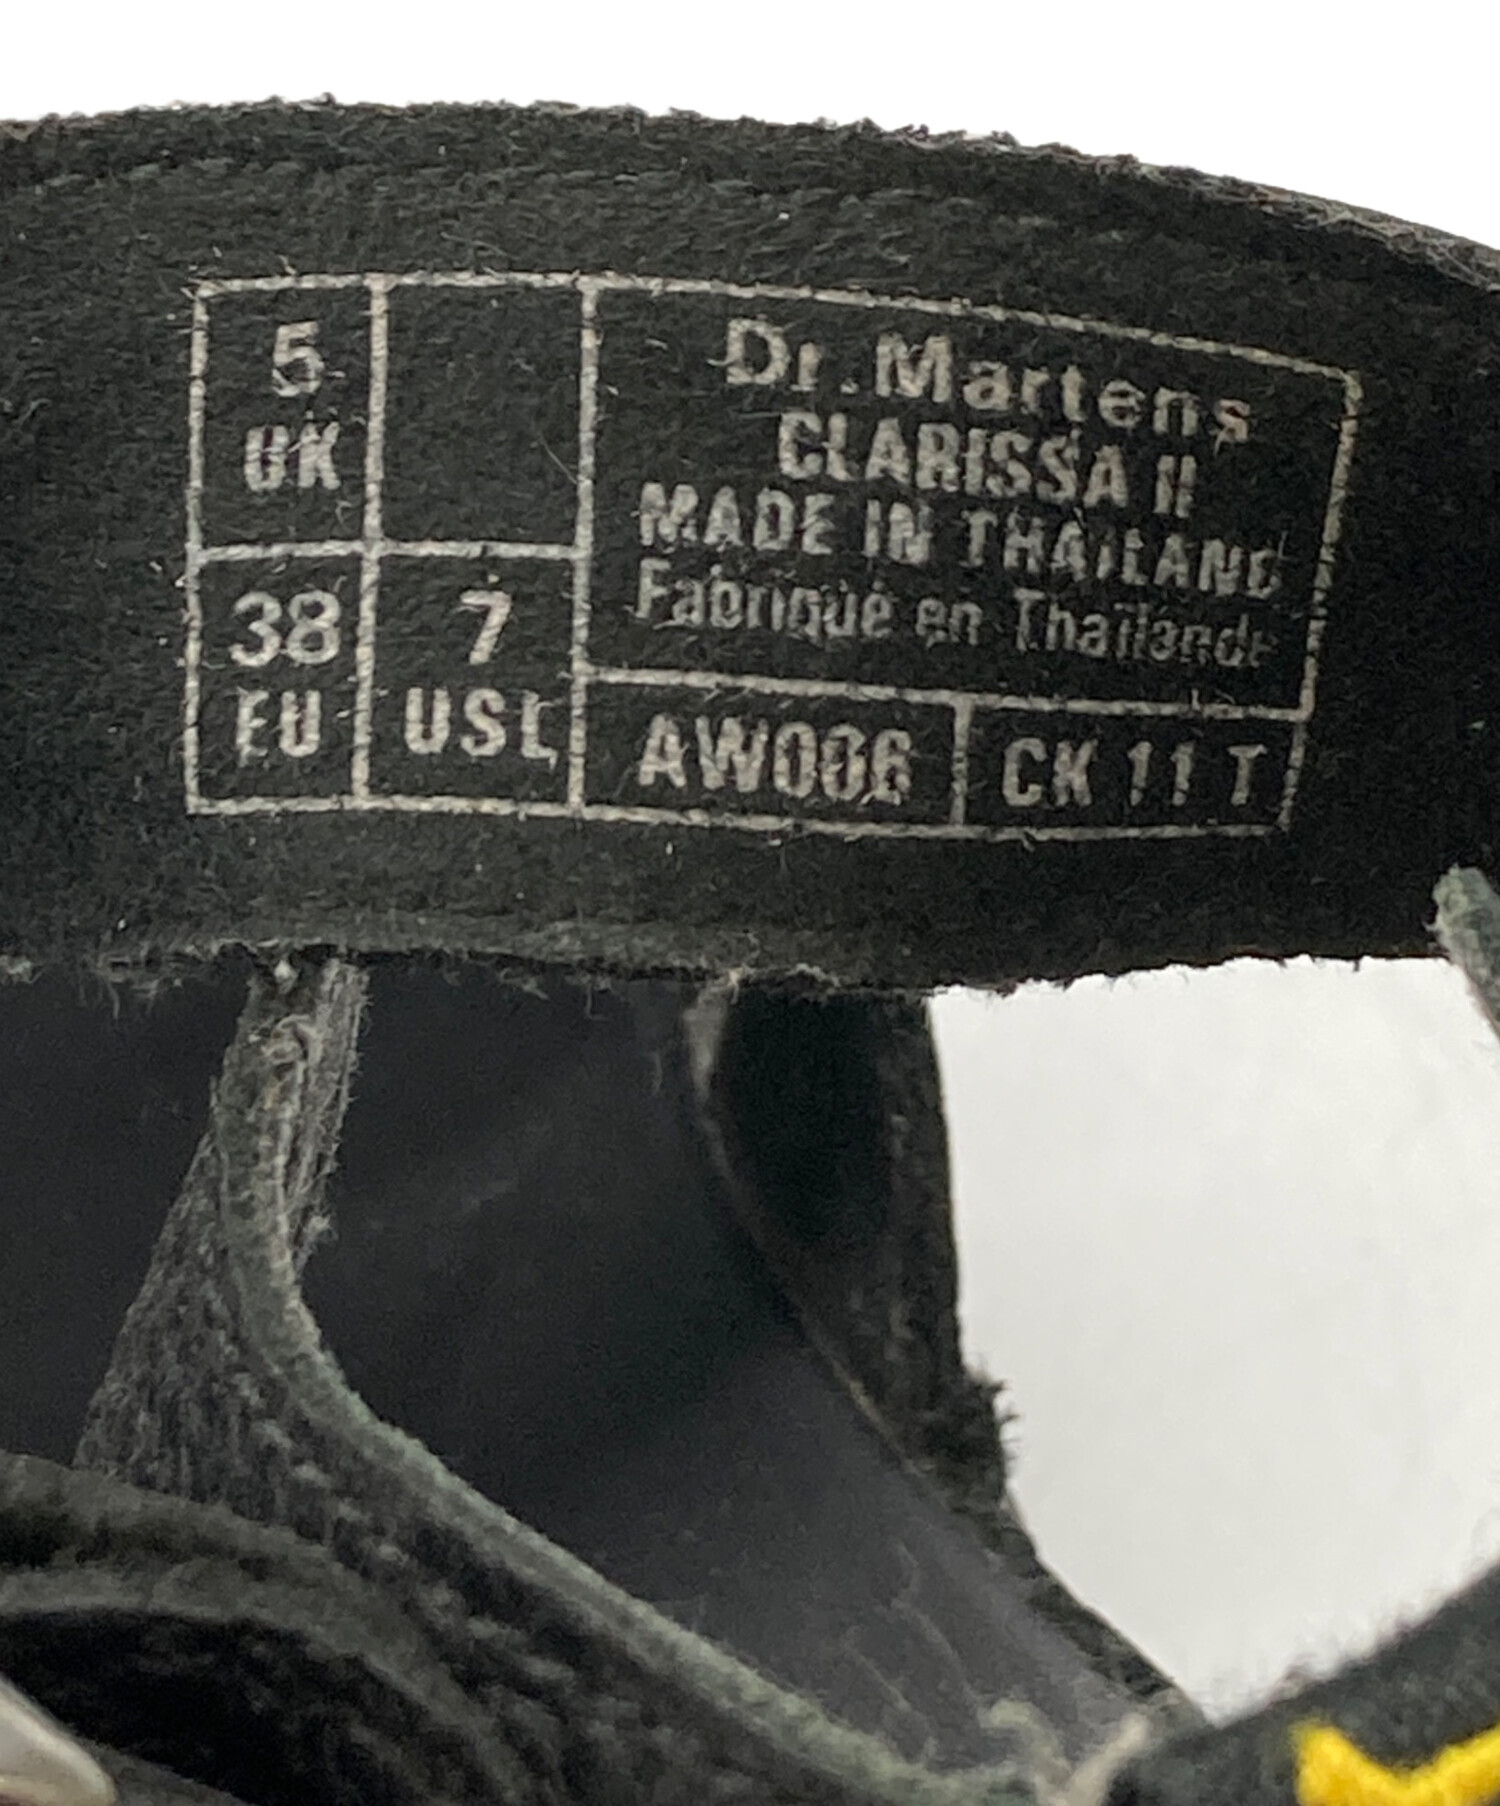 5
UK
38
EU
7
USL
Dr.Martens
CLARISSA II
MADE IN THAILAND
Fabriqué en Thaïlande
AW006
CK 11 T